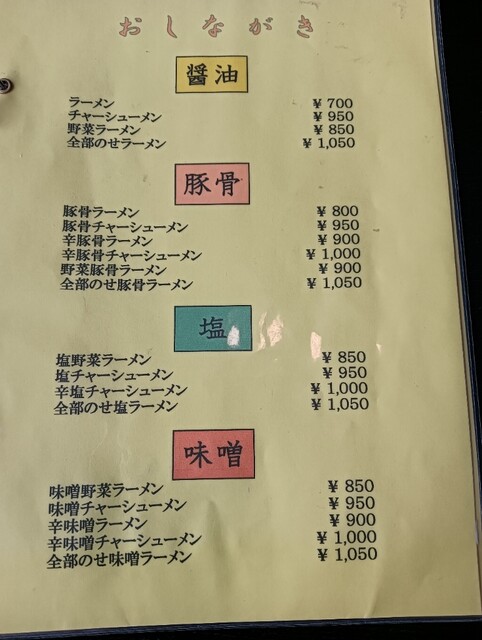 おしながき
醤油
ラーメン ¥ 700
チャーシューメン ¥ 950
野菜ラーメン ¥ 850
全部のせラーメン ¥ 1,050
豚骨
豚骨ラーメン ¥ 800
豚骨チャーシューメン ¥ 950
辛豚骨ラーメン ¥ 900
辛豚骨チャーシューメン ¥ 1,000
野菜豚骨ラーメン ¥ 900
全部のせ豚骨ラーメン ¥ 1,050
塩
塩野菜ラーメン ¥ 850
塩チャーシューメン ¥ 950
辛塩チャーシューメン ¥ 1,000
全部のせ塩ラーメン ¥ 1,050
味噌
味噌野菜ラーメン ¥ 850
味噌チャーシューメン ¥ 950
辛味噌ラーメン ¥ 900
辛味噌チャーシューメン ¥ 1,000
全部のせ味噌ラーメン ¥ 1,050